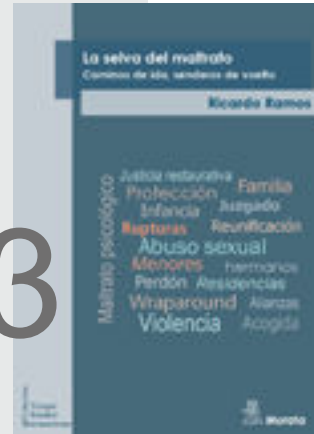 La selva del maltrato
Caminos de ida, senderos de vuelta
Ricardo Ramos
Justicia restaurativa
Protección Familia
Infancia Juzgado
Rupturas Reunificación
Abuso sexual
Menores hermanos
Perdón Residencias
Wraparound Alianzas
Violencia Acogida
Maltrato psicológico
3
Morata